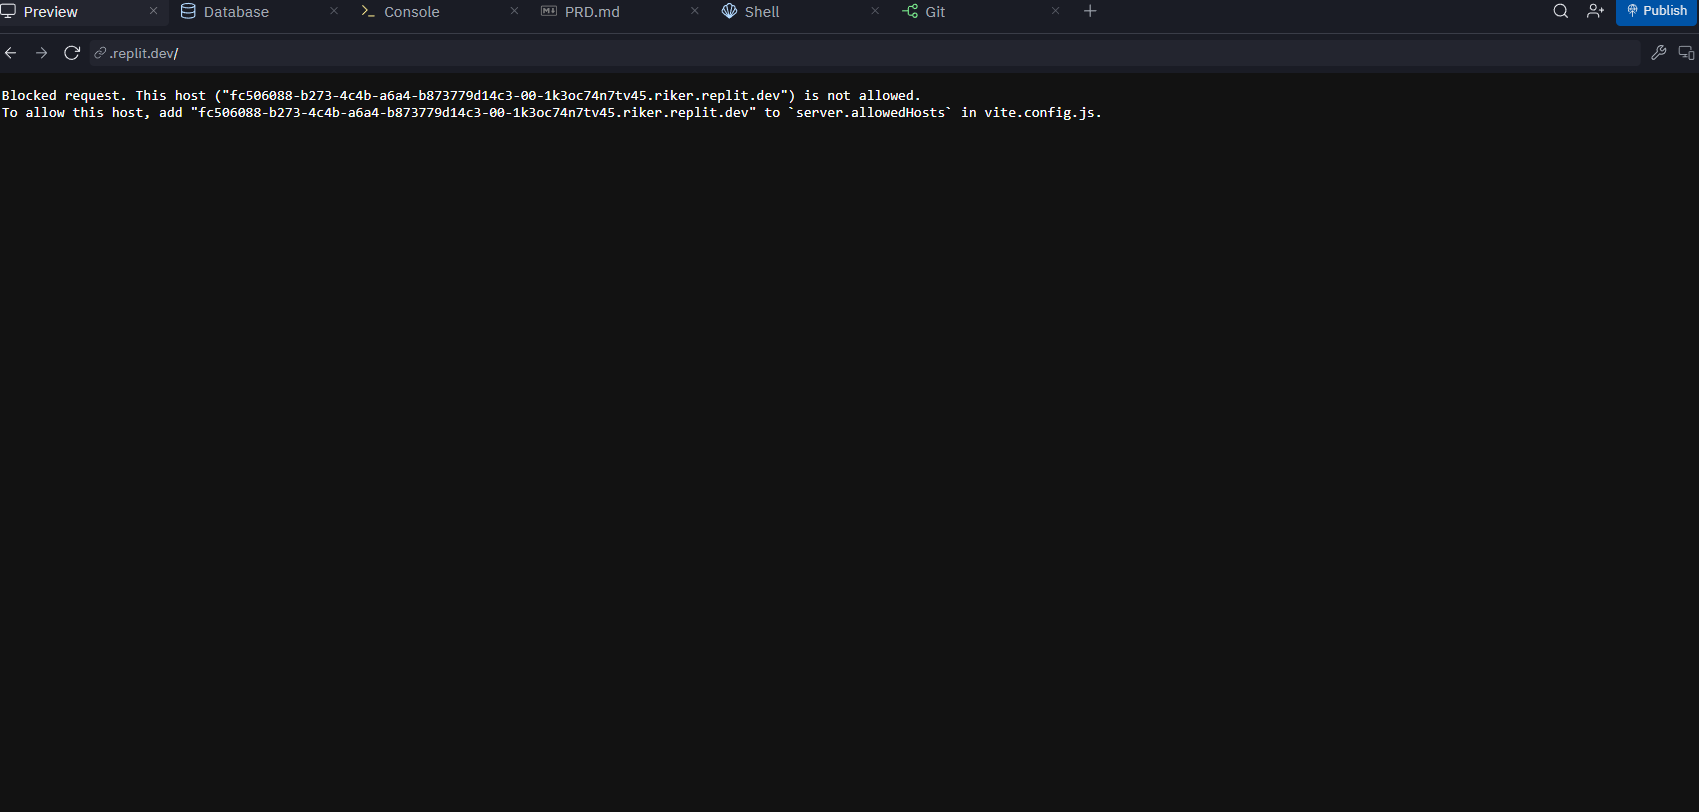 Preview Database Console PRD.md Shell Git Publish
.replit.dev/
Blocked request. This host ("fc506088-b273-4c4b-a6a4-b873779d14c3-00-1k3oc74n7tv45.riker.replit.dev") is not allowed.
To allow this host, add "fc506088-b273-4c4b-a6a4-b873779d14c3-00-1k3oc74n7tv45.riker.replit.dev" to `server.allowedHosts` in vite.config.js.